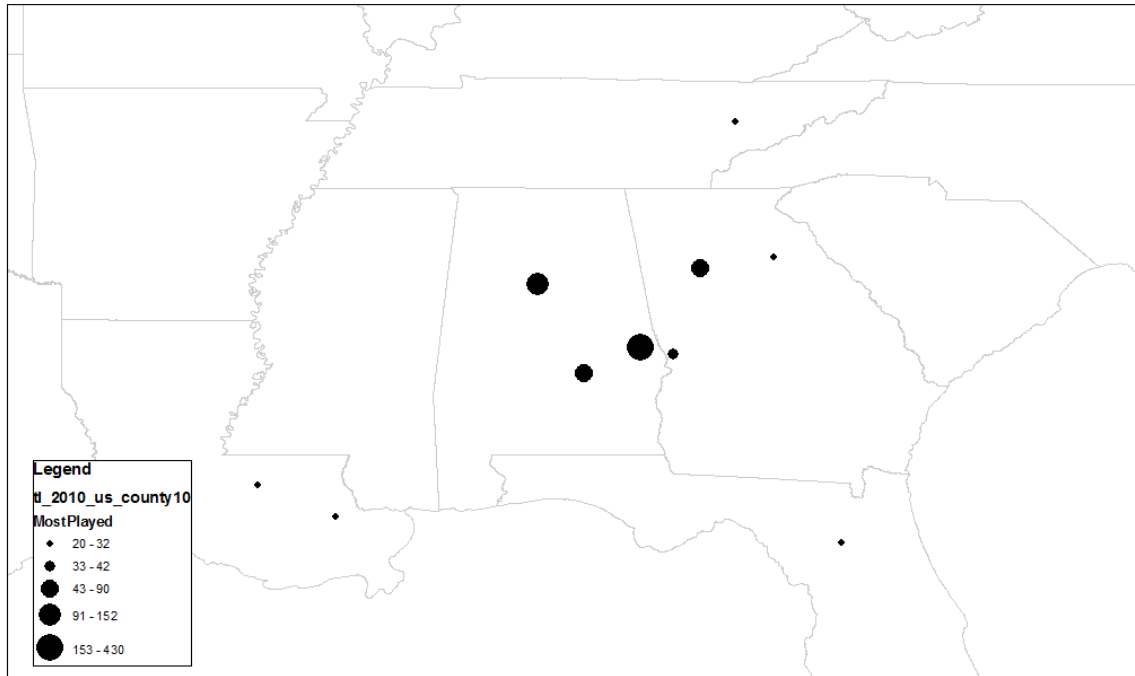 Legend
tl_2010_us_county10
MostPlayed
20 - 32
33 - 42
43 - 90
91 - 152
153 - 430